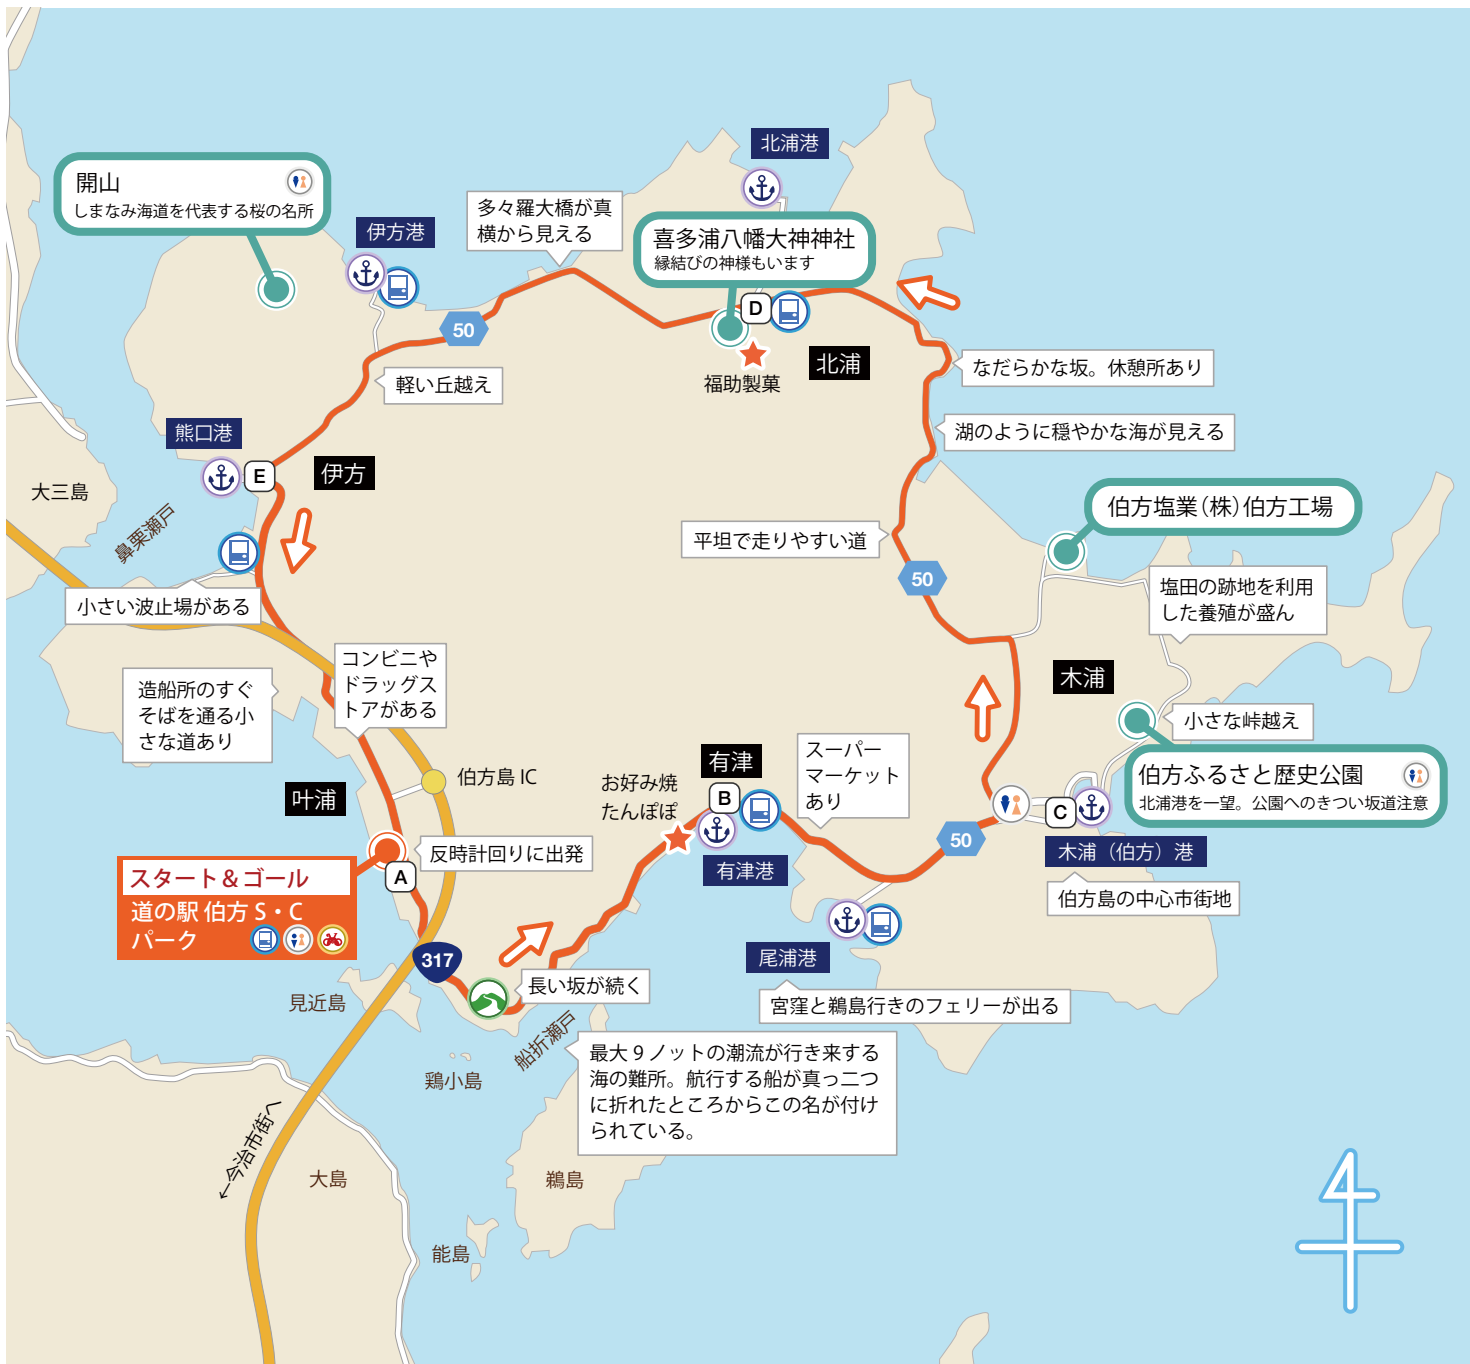 北浦港
開山
しまなみ海道を代表する桜の名所
伊方港
多々羅大橋が真
横から見える
喜多浦八幡大神神社
縁結びの神様もいます
D
50
北浦
福助製菓
なだらかな坂。休憩所あり
軽い丘越え
湖のように穏やかな海が見える
熊口港
E
伊方
大三島
鼻栗瀬戸
伯方塩業(株)伯方工場
平坦で走りやすい道
50
塩田の跡地を利用
した養殖が盛ん
小さい波止場がある
コンビニや
ドラッグス
トアがある
造船所のすぐ
そばを通る小
さな道あり
木浦
小さな峠越え
伯方ふるさと歴史公園
北浦港を一望。公園へのきつい坂道注意
有津
スーパー
マーケット
あり
伯方島 IC
お好み焼
たんぽぽ
B
叶浦
C
50
木浦（伯方）港
有津港
反時計回りに出発
A
スタート＆ゴール
道の駅 伯方 S・C
パーク
伯方島の中心市街地
317
尾浦港
長い坂が続く
宮窪と鵜島行きのフェリーが出る
見近島
船折瀬戸
最大 9 ノットの潮流が行き来する
海の難所。航行する船が真っ二つ
に折れたところからこの名が付け
られている。
鶏小島
←今治市街へ
大島
鵜島
能島